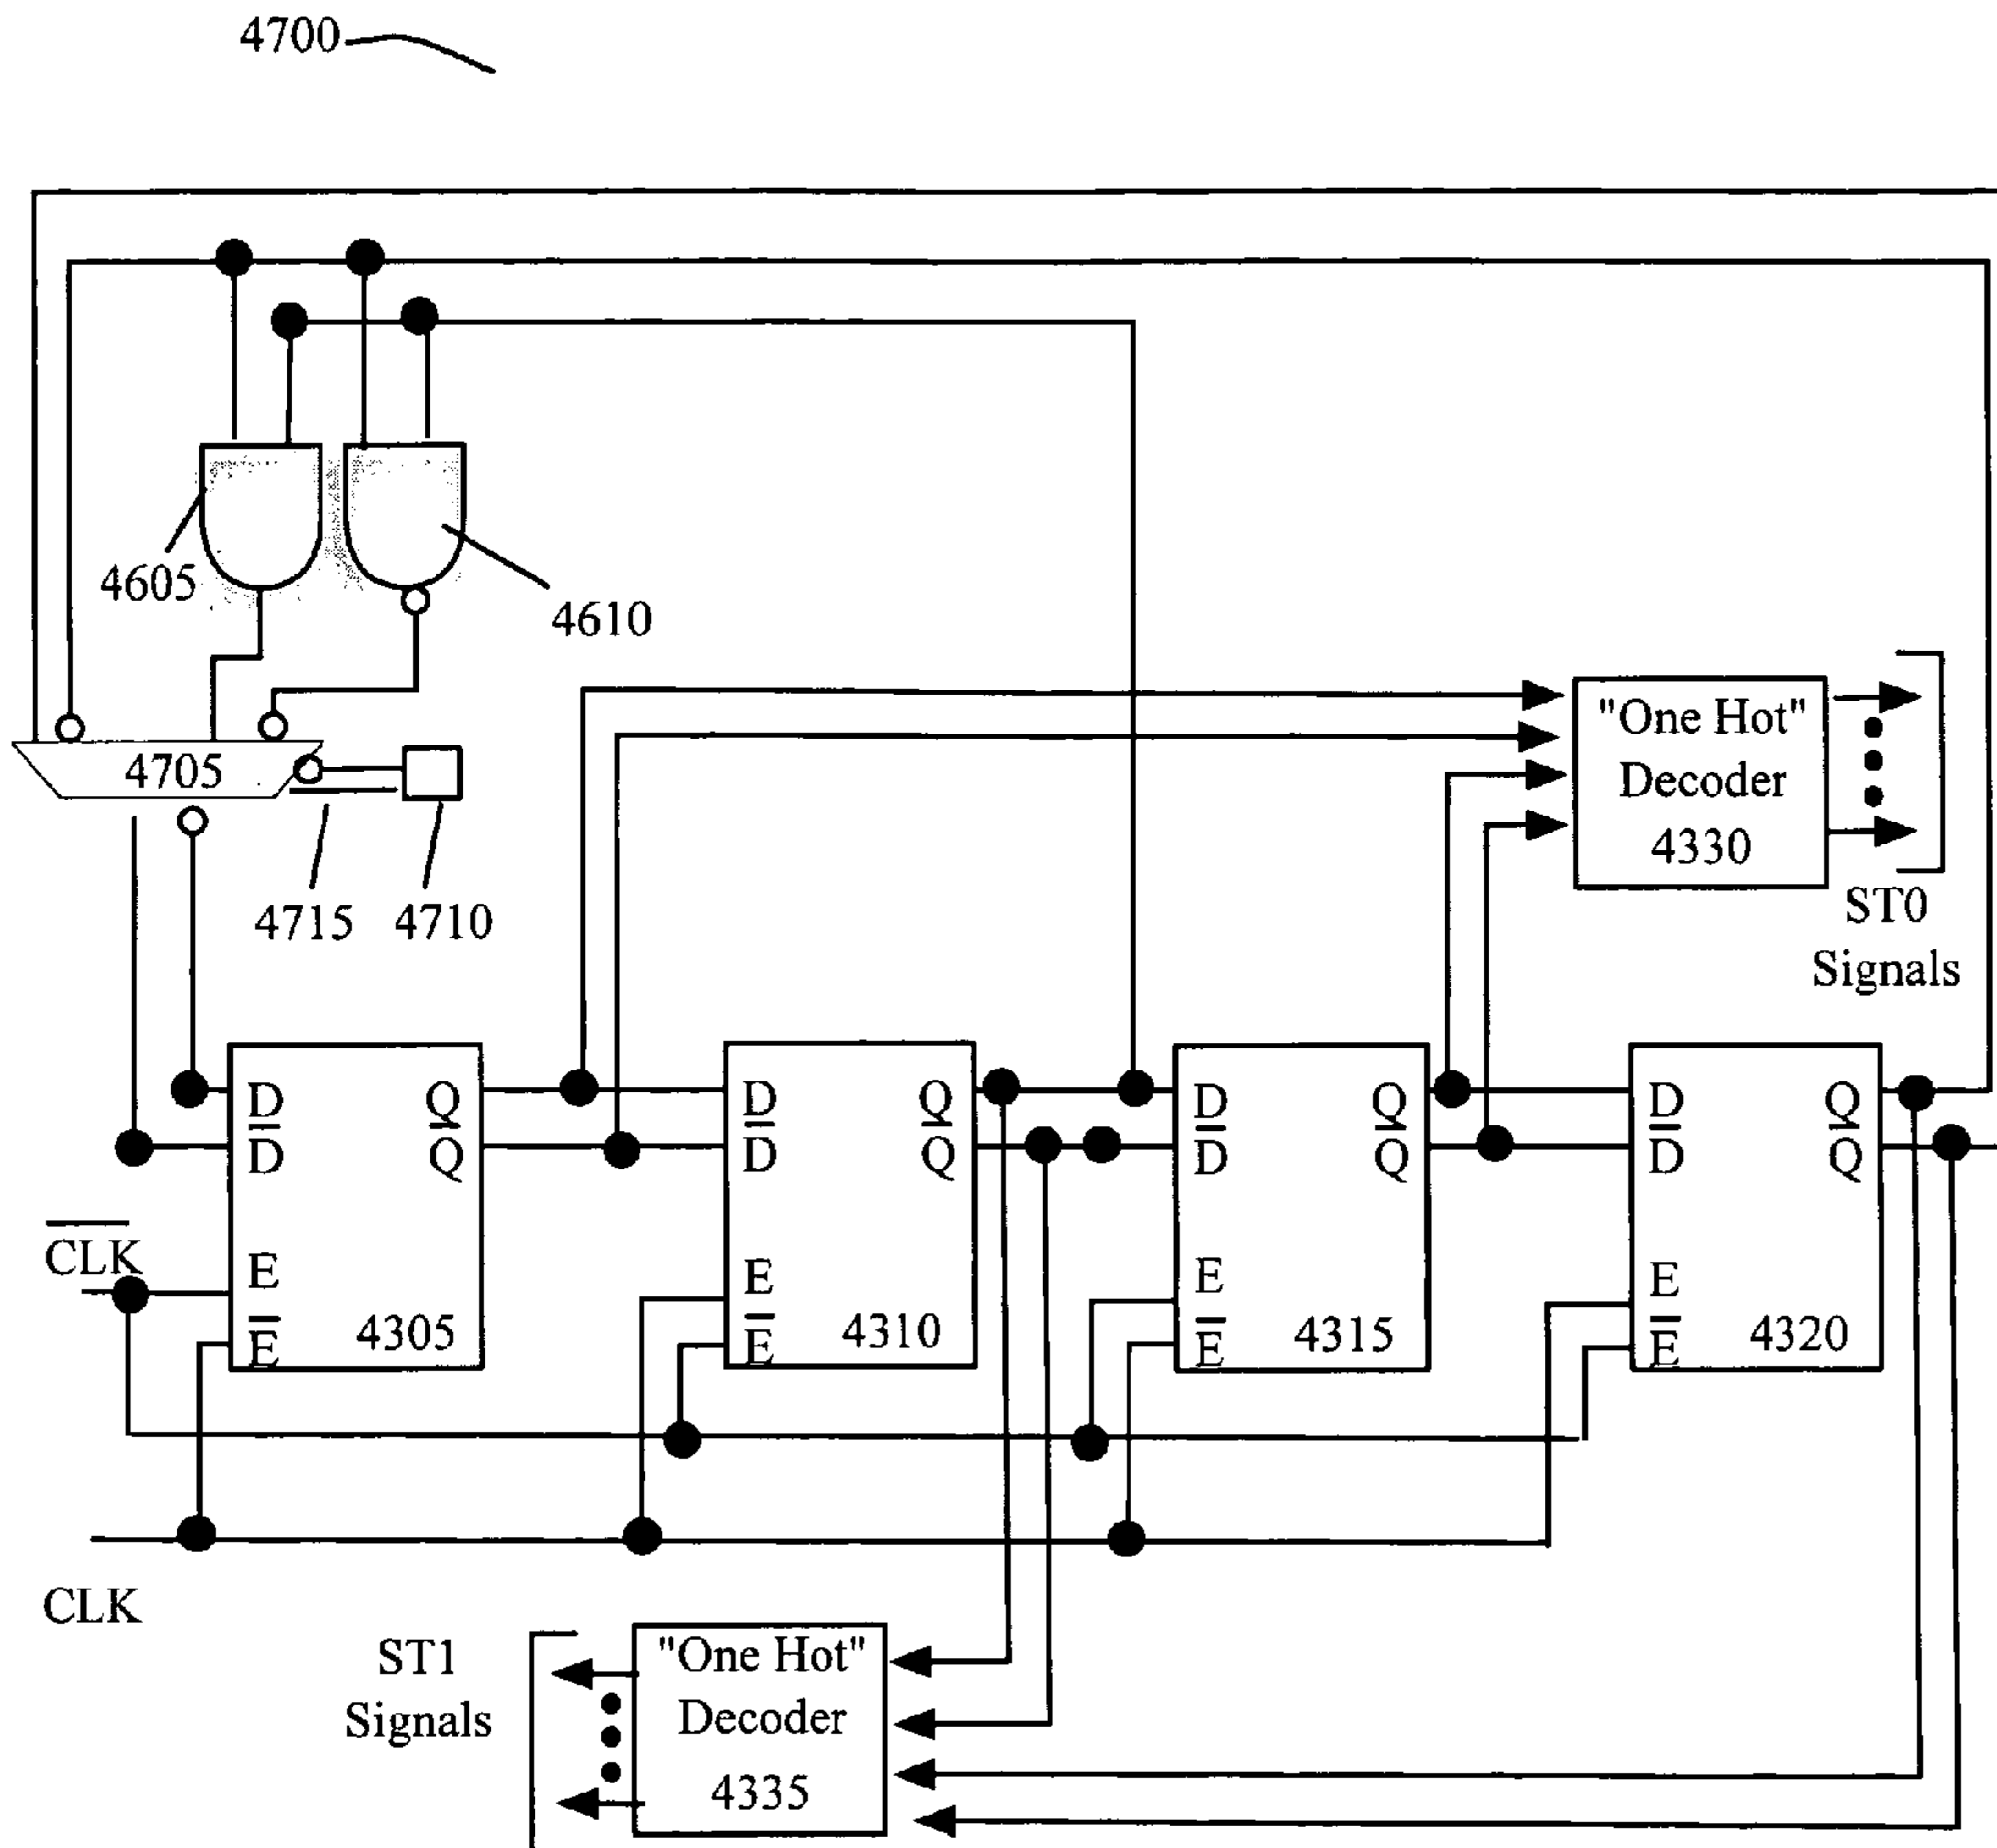 4700
4605
4610
4705
4715
4710
"One Hot"
Decoder
4330
ST0
Signals
D
D̅
Q
Q̅
E
E̅
4305
D
D̅
Q
Q̅
E
E̅
4310
D
D̅
Q
Q̅
E
E̅
4315
D
D̅
Q
Q̅
E
E̅
4320
C̅L̅K̅
CLK
ST1
Signals
"One Hot"
Decoder
4335